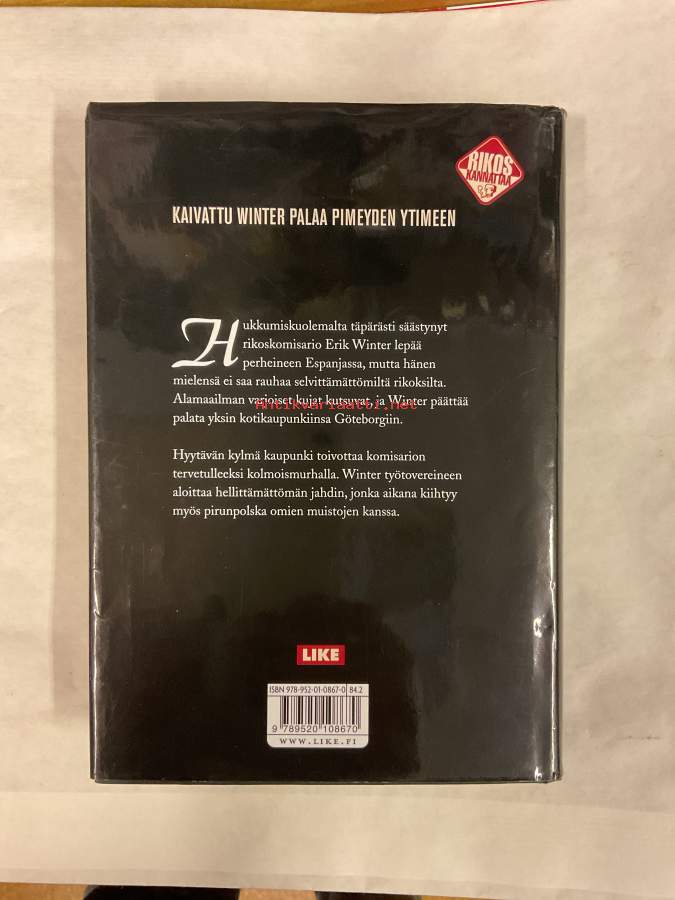 RIKOS
KANNATTAA
KAIVATTU WINTER PALAA PIMEYDEN YTIMEEN
Hukkumiskuolemalta täpärästi säästynyt
rikoskomisario Erik Winter lepää
perheineen Espanjassa, mutta hänen
mielensä ei saa rauhaa selvittämättömiltä rikoksilta.
Alamaailman varjoiset kujat kutsuvat, ja Winter päättää
Antikvariaatti.net
palata yksin kotikaupunkiinsa Göteborgiin.
Hyytävän kylmä kaupunki toivottaa komisarion
tervetulleeksi kolmoismurhalla. Winter työtovereineen
aloittaa hellittämättömän jahdin, jonka aikana kiihtyy
myös pirunpolska omien muistojen kanssa.
LIKE
ISBN 978-952-01-0867-0 84.2
9 789520 108670
WWW.LIKE.FI